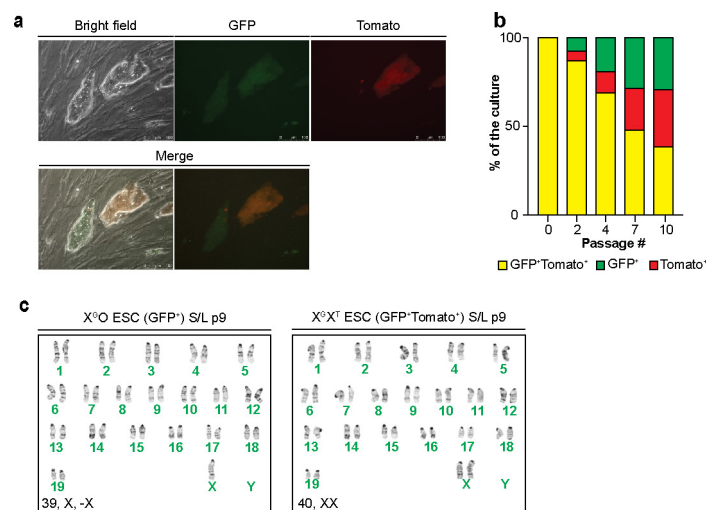 a
Bright field GFP Tomato
Merge
b
% of the culture
100
50
0
0 2 4 7 10
Passage #
GFP⁺Tomato⁺ GFP⁺ Tomato⁺
c
XᴳO ESC (GFP⁺) S/L p9
1 2 3 4 5
6 7 8 9 10 11 12
13 14 15 16 17 18
19 X Y
39, X, -X
XᴳXᵀ ESC (GFP⁺Tomato⁺) S/L p9
1 2 3 4 5
6 7 8 9 10 11 12
13 14 15 16 17 18
19 X Y
40, XX